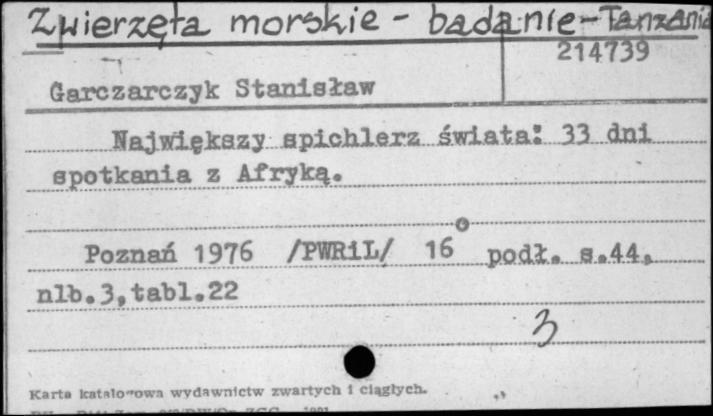 Zwierzęta morskie - badanie - Tanzania
214739
Garczarczyk Stanisław
Największy spichlerz świata: 33 dni
spotkania z Afryką.
Poznań 1976 /PWRiL/ 16° podł. s.44,
nlb.3,tabl.22
3
Karta katalogowa wydawnictw zwartych i ciągłych.